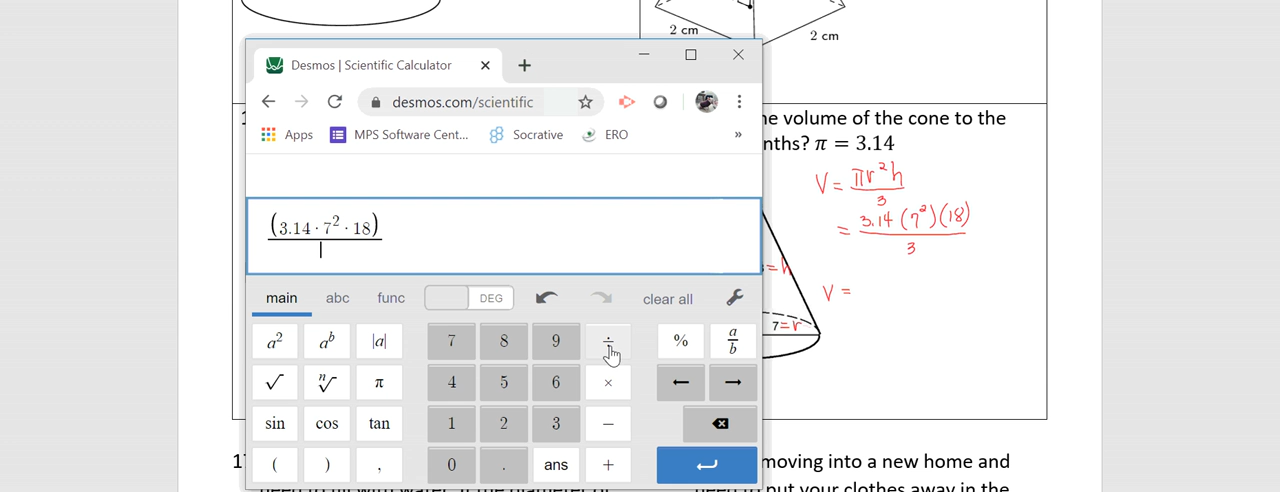 2 cm
2 cm
Desmos | Scientific Calculator
desmos.com/scientific
Apps MPS Software Cent... Socrative ERO »
he volume of the cone to the
nths? π = 3.14
V = πr²h/3
= 3.14 (7²)(18)/3
= h
V =
7 = r
(3.14 · 7² · 18)
main abc func DEG clear all
a² aᵇ |a| 7 8 9 ÷ % a/b
√ ⁿ√ π 4 5 6 × ← →
sin cos tan 1 2 3 −
( ) , 0 . ans +
1
moving into a new home and